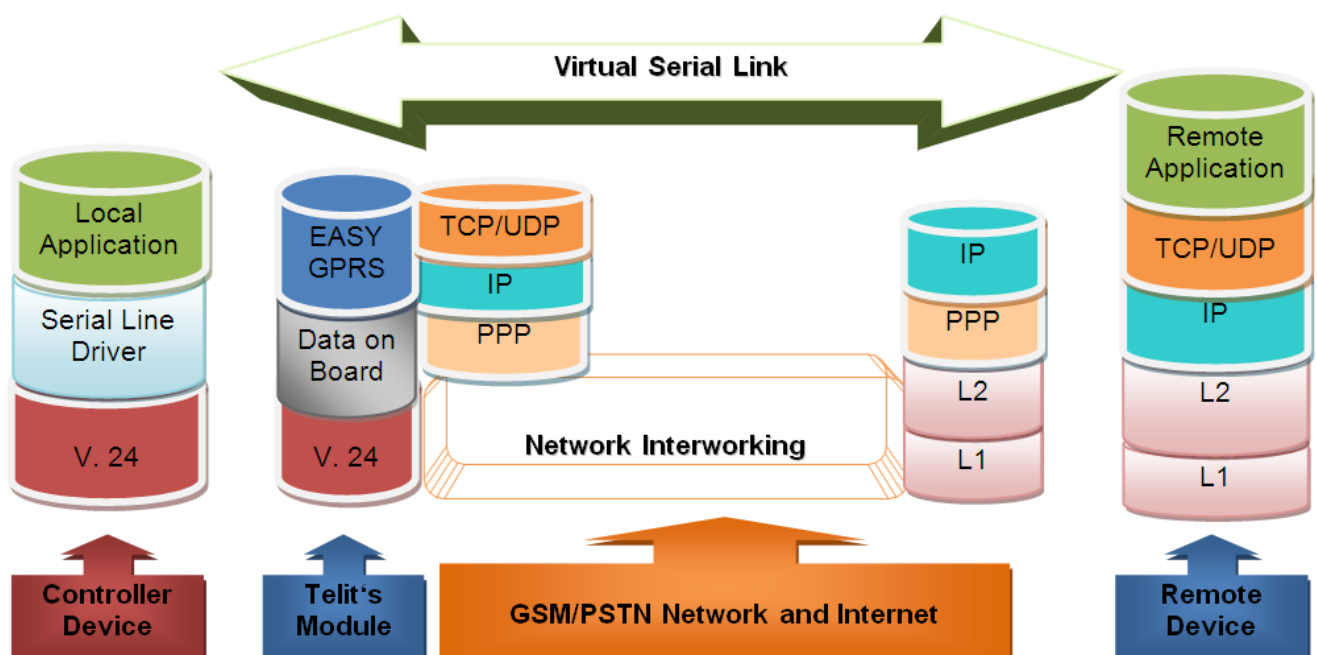 Virtual Serial Link
Local
Application
Serial Line
Driver
V. 24
EASY
GPRS
Data on
Board
V. 24
TCP/UDP
IP
PPP
Network Interworking
IP
PPP
L2
L1
Remote
Application
TCP/UDP
IP
L2
L1
Controller
Device
Telit's
Module
GSM/PSTN Network and Internet
Remote
Device